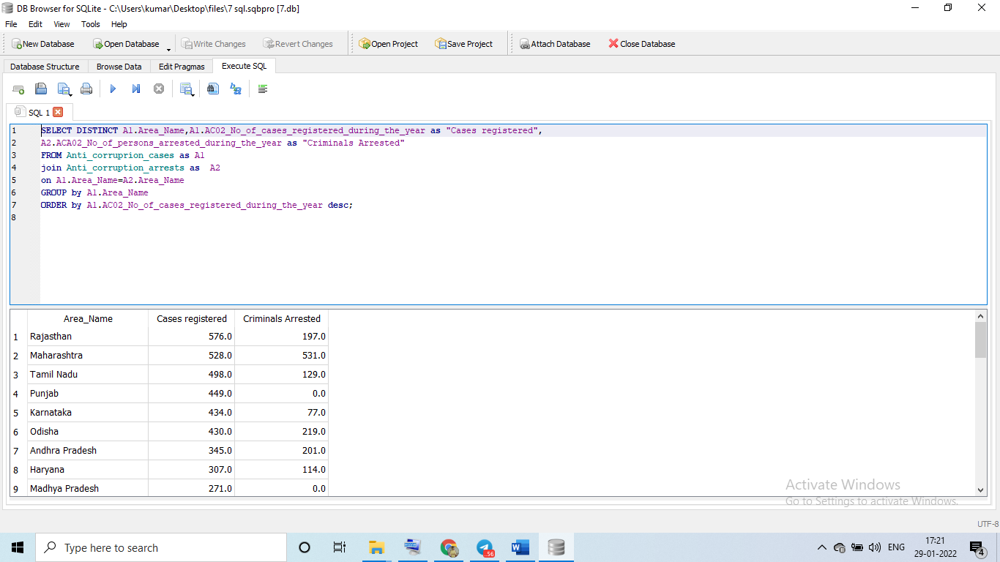 DB Browser for SQLite - C:\Users\kumar\Desktop\files\7 sql.sqbpro [7.db]
File Edit View Tools Help
New Database Open Database Write Changes Revert Changes Open Project Save Project Attach Database Close Database
Database Structure Browse Data Edit Pragmas Execute SQL
SQL 1
1 SELECT DISTINCT A1.Area_Name,A1.AC02_No_of_cases_registered_during_the_year as "Cases registered",
2 A2.ACA02_No_of_persons_arrested_during_the_year as "Criminals Arrested"
3 FROM Anti_corruprion_cases as A1
4 join Anti_corruption_arrests as A2
5 on A1.Area_Name=A2.Area_Name
6 GROUP by A1.Area_Name
7 ORDER by A1.AC02_No_of_cases_registered_during_the_year desc;
8
Area_Name Cases registered Criminals Arrested
1 Rajasthan 576.0 197.0
2 Maharashtra 528.0 531.0
3 Tamil Nadu 498.0 129.0
4 Punjab 449.0 0.0
5 Karnataka 434.0 77.0
6 Odisha 430.0 219.0
7 Andhra Pradesh 345.0 201.0
8 Haryana 307.0 114.0
9 Madhya Pradesh 271.0 0.0
Activate Windows
Go to Settings to activate Windows.
UTF-8
Type here to search
.56
W
ENG
17:21
29-01-2022
4